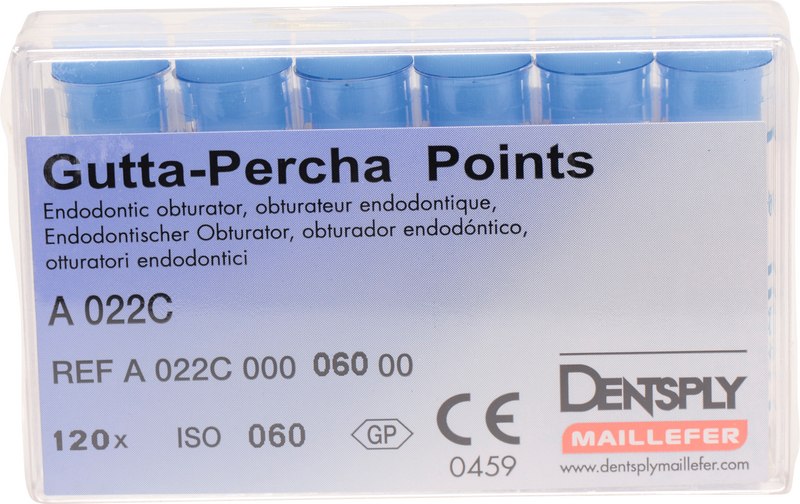 Gutta-Percha Points
Endodontic obturator, obturateur endodontique,
Endodontischer Obturator, obturador endodóntico,
otturatori endodontici
A 022C
REF A 022C 000 060 00
120x ISO 060 GP CE
0459
DENTSPLY
MAILLEFER
www.dentsplymaillefer.com